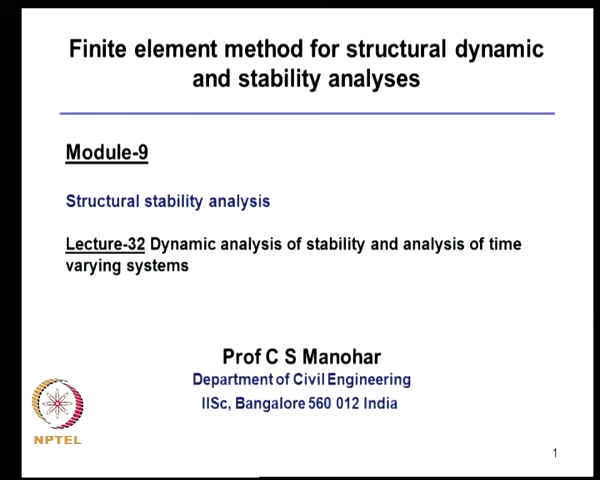 Finite element method for structural dynamic
and stability analyses
Module-9
Structural stability analysis
Lecture-32 Dynamic analysis of stability and analysis of time
varying systems
Prof C S Manohar
Department of Civil Engineering
IISc, Bangalore 560 012 India
NPTEL
1